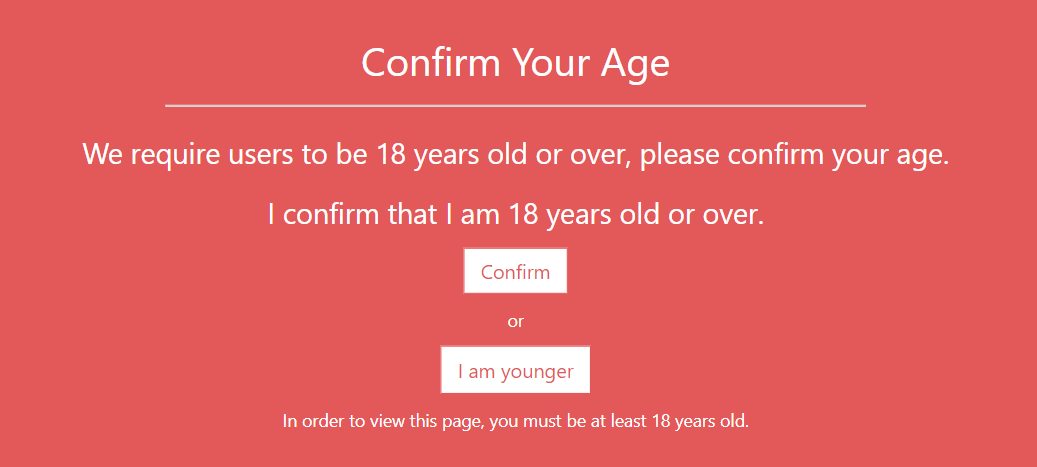 Confirm Your Age
We require users to be 18 years old or over, please confirm your age.
I confirm that I am 18 years old or over.
Confirm
or
I am younger
In order to view this page, you must be at least 18 years old.